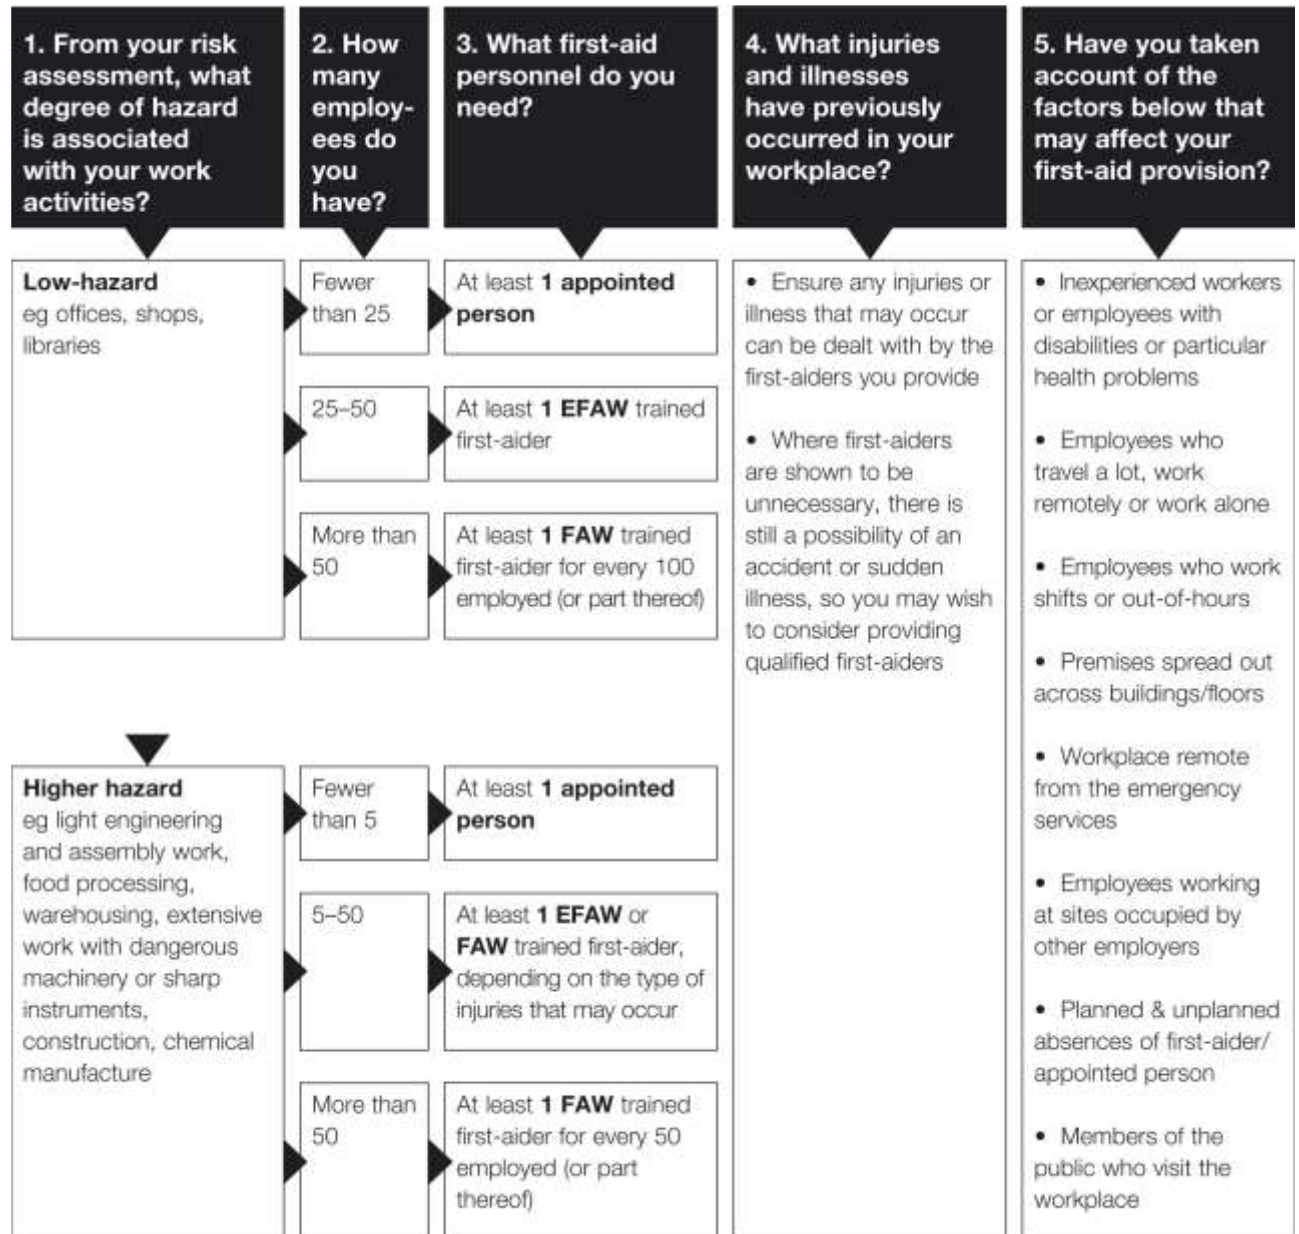 1. From your risk
assessment, what
degree of hazard
is associated
with your work
activities?
2. How
many
employ-
ees do
you
have?
3. What first-aid
personnel do you
need?
4. What injuries
and illnesses
have previously
occurred in your
workplace?
5. Have you taken
account of the
factors below that
may affect your
first-aid provision?
Low-hazard
eg offices, shops,
libraries
Fewer
than 25
At least 1 appointed
person
25–50
At least 1 EFAW trained
first-aider
More than
50
At least 1 FAW trained
first-aider for every 100
employed (or part thereof)
Higher hazard
eg light engineering
and assembly work,
food processing,
warehousing, extensive
work with dangerous
machinery or sharp
instruments,
construction, chemical
manufacture
Fewer
than 5
At least 1 appointed
person
5–50
At least 1 EFAW or
FAW trained first-aider,
depending on the type of
injuries that may occur
More than
50
At least 1 FAW trained
first-aider for every 50
employed (or part
thereof)
• Ensure any injuries or
illness that may occur
can be dealt with by the
first-aiders you provide
• Where first-aiders
are shown to be
unnecessary, there is
still a possibility of an
accident or sudden
illness, so you may wish
to consider providing
qualified first-aiders
• Inexperienced workers
or employees with
disabilities or particular
health problems
• Employees who
travel a lot, work
remotely or work alone
• Employees who work
shifts or out-of-hours
• Premises spread out
across buildings/floors
• Workplace remote
from the emergency
services
• Employees working
at sites occupied by
other employers
• Planned & unplanned
absences of first-aider/
appointed person
• Members of the
public who visit the
workplace